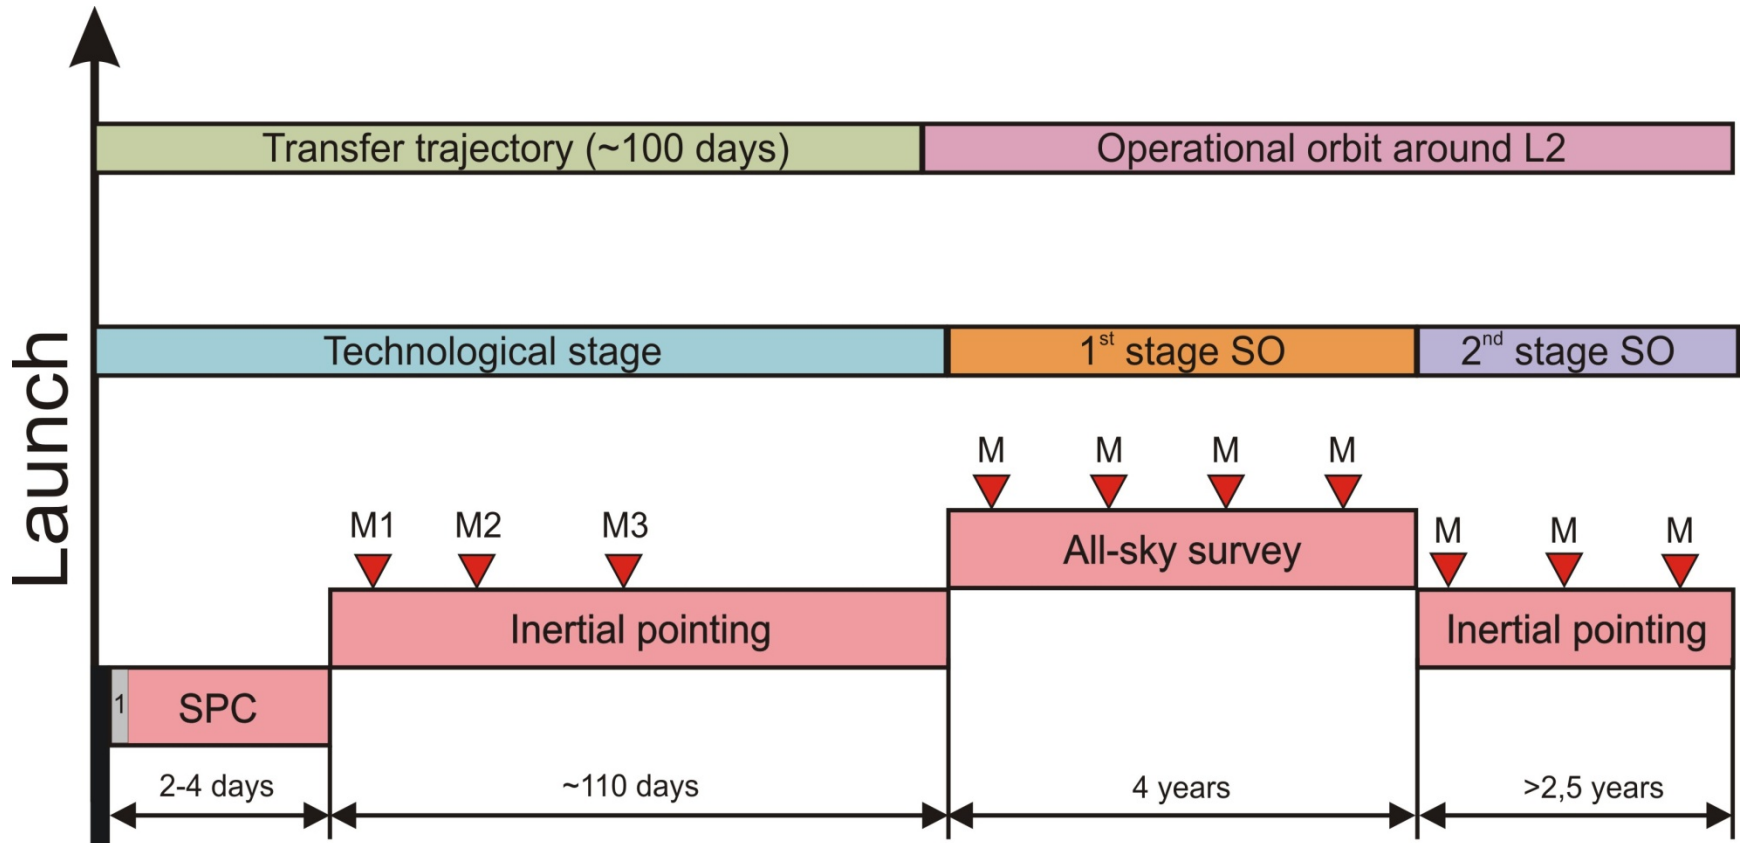 Launch
Transfer trajectory (~100 days)
Operational orbit around L2
Technological stage
1st stage SO
2nd stage SO
M M M M
M1 M2 M3
M M M
All-sky survey
Inertial pointing
Inertial pointing
1
SPC
2-4 days
~110 days
4 years
>2,5 years